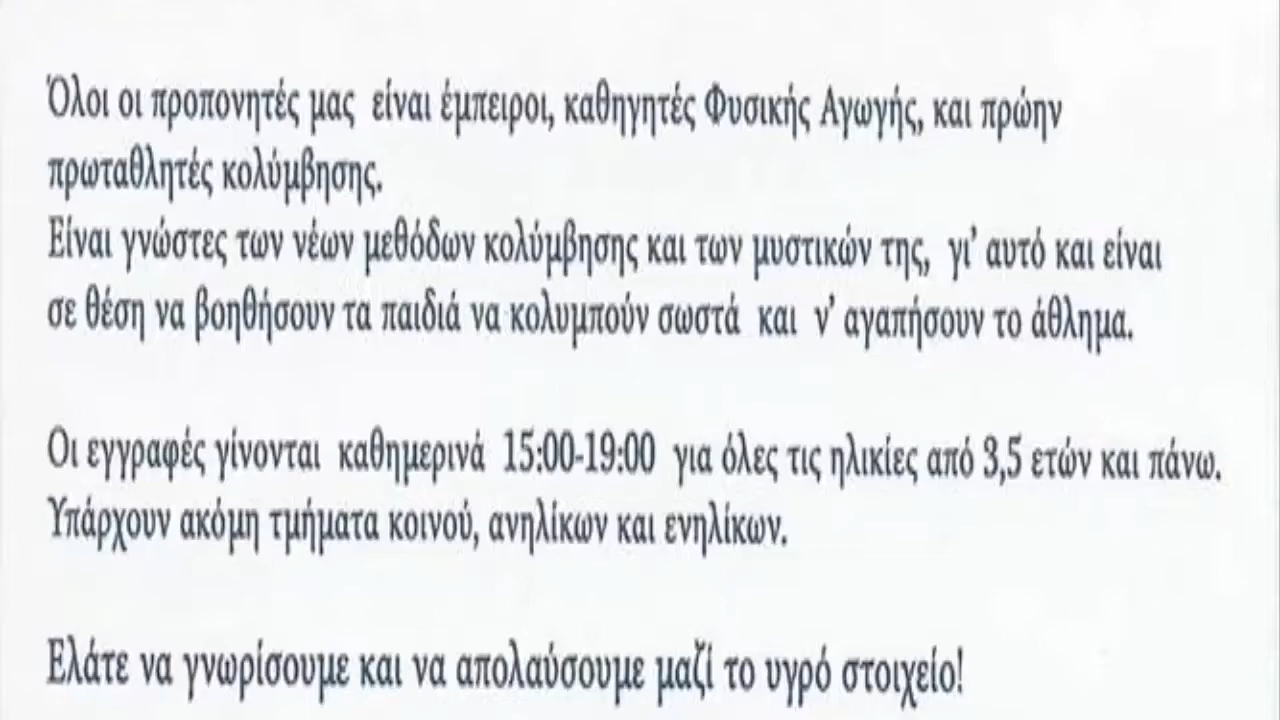 Όλοι οι προπονητές μας είναι έμπειροι, καθηγητές Φυσικής Αγωγής, και πρώην
πρωταθλητές κολύμβησης.
Είναι γνώστες των νέων μεθόδων κολύμβησης και των μυστικών της, γι' αυτό και είναι
σε θέση να βοηθήσουν τα παιδιά να κολυμπούν σωστά και ν' αγαπήσουν το άθλημα.
Οι εγγραφές γίνονται καθημερινά 15:00-19:00 για όλες τις ηλικίες από 3,5 ετών και πάνω.
Υπάρχουν ακόμη τμήματα κοινού, ανηλίκων και ενηλίκων.
Ελάτε να γνωρίσουμε και να απολαύσουμε μαζί το υγρό στοιχείο!